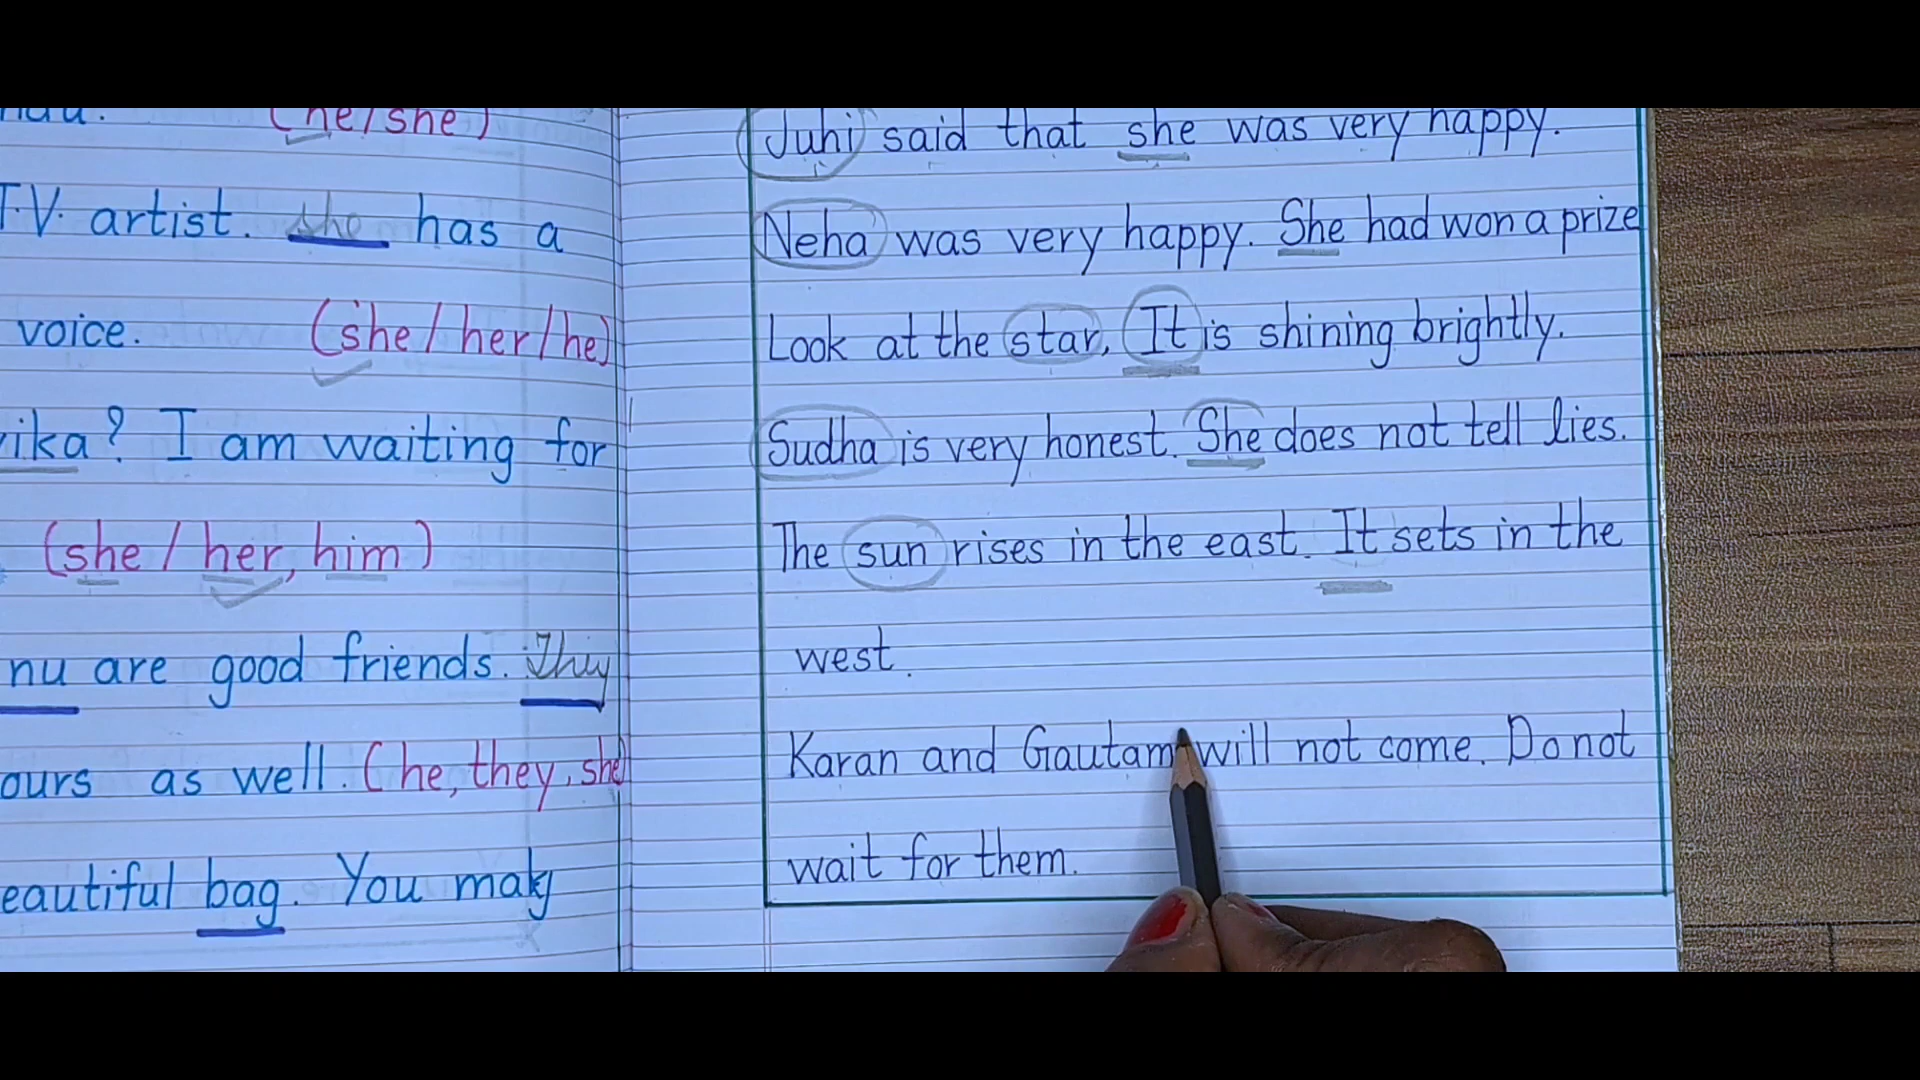 (he/she)
T.V. artist. she has a
voice. (she/her/he)
? I am waiting for
(she / her, him)
nu are good friends. They
ours as well. (he, they, she)
eautiful bag. You may
Juhi said that she was very happy.
Neha was very happy. She had won a prize
Look at the star. It is shining brightly.
Sudha is very honest. She does not tell lies.
The sun rises in the east. It sets in the
west.
Karan and Gautam will not come. Do not
wait for them.